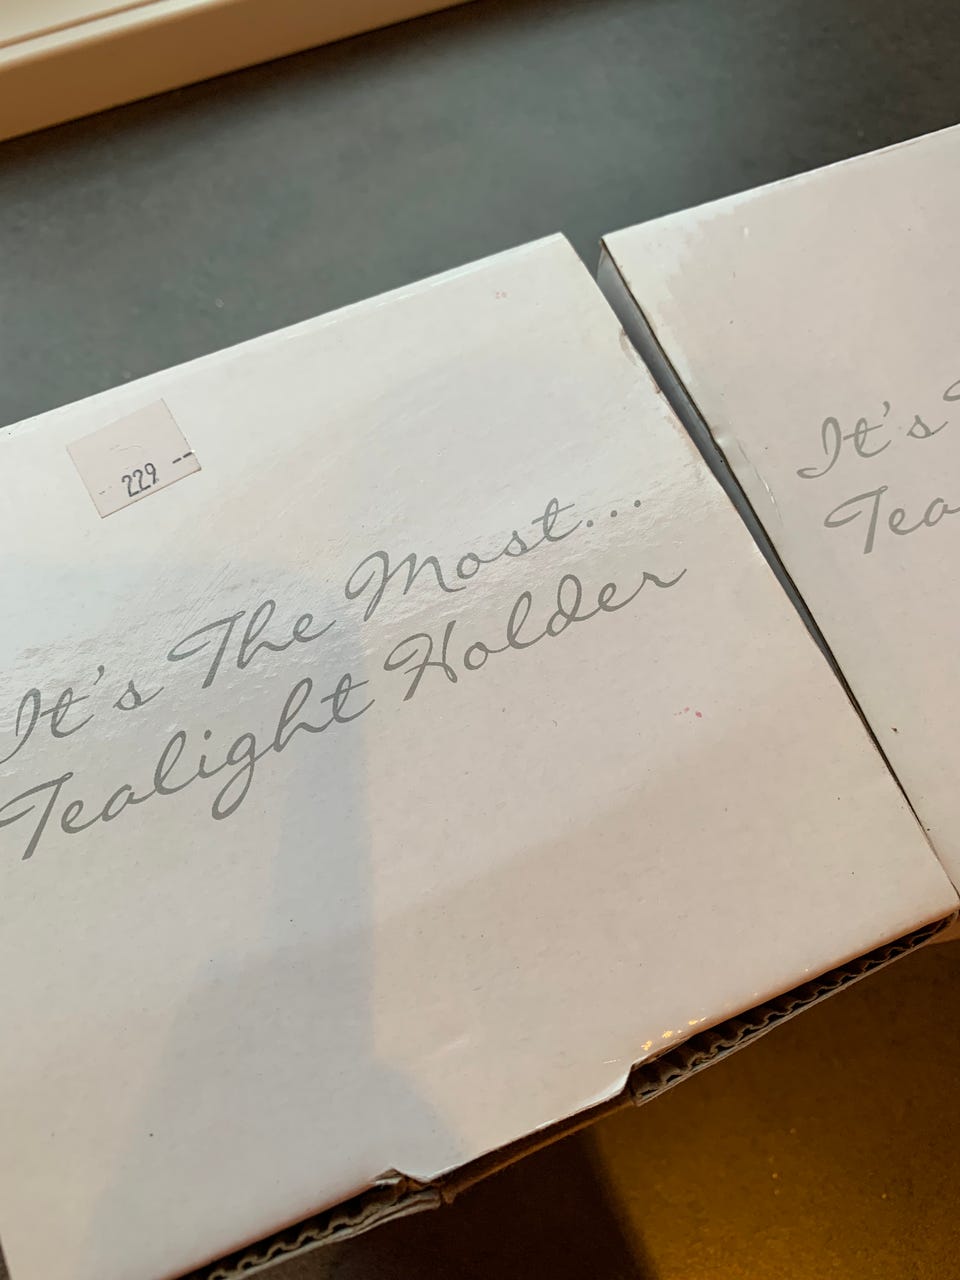 229 --
It's The Most...
Tealight Holder
It's
Tea